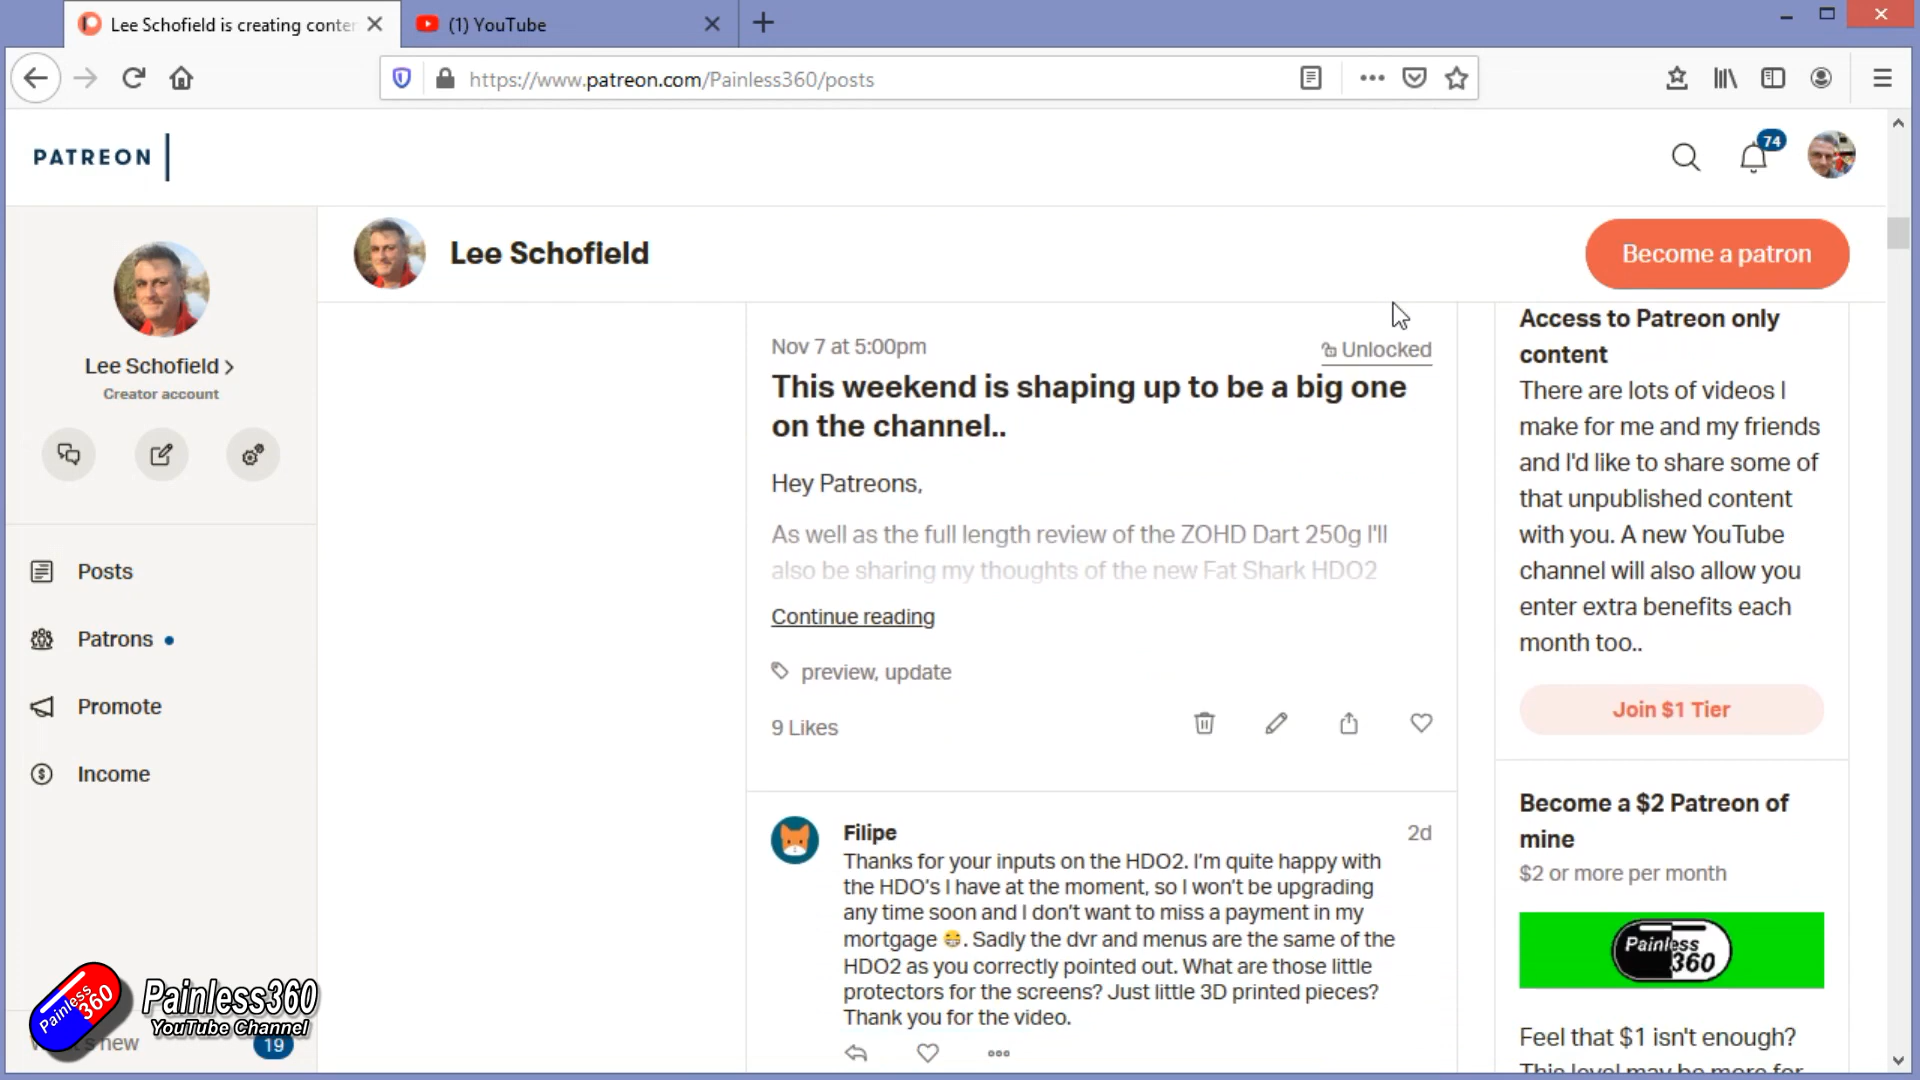 Lee Schofield is creating conter
(1) YouTube
https://www.patreon.com/Painless360/posts
PATREON
74
Lee Schofield
Become a patron
Lee Schofield
Creator account
Posts
Patrons
Promote
Income
's new
19
Painless360
Painless360
YouTube Channel
Nov 7 at 5:00pm
Unlocked
This weekend is shaping up to be a big one
on the channel..
Hey Patreons,
As well as the full length review of the ZOHD Dart 250g I'll
also be sharing my thoughts of the new Fat Shark HDO2
Continue reading
preview, update
9 Likes
Filipe
2d
Thanks for your inputs on the HDO2. I'm quite happy with
the HDO's I have at the moment, so I won't be upgrading
any time soon and I don't want to miss a payment in my
mortgage 😁. Sadly the dvr and menus are the same of the
HDO2 as you correctly pointed out. What are those little
protectors for the screens? Just little 3D printed pieces?
Thank you for the video.
Access to Patreon only
content
There are lots of videos I
make for me and my friends
and I'd like to share some of
that unpublished content
with you. A new YouTube
channel will also allow you
enter extra benefits each
month too..
Join $1 Tier
Become a $2 Patreon of
mine
$2 or more per month
Painless
360
Feel that $1 isn't enough?
This level may be more for